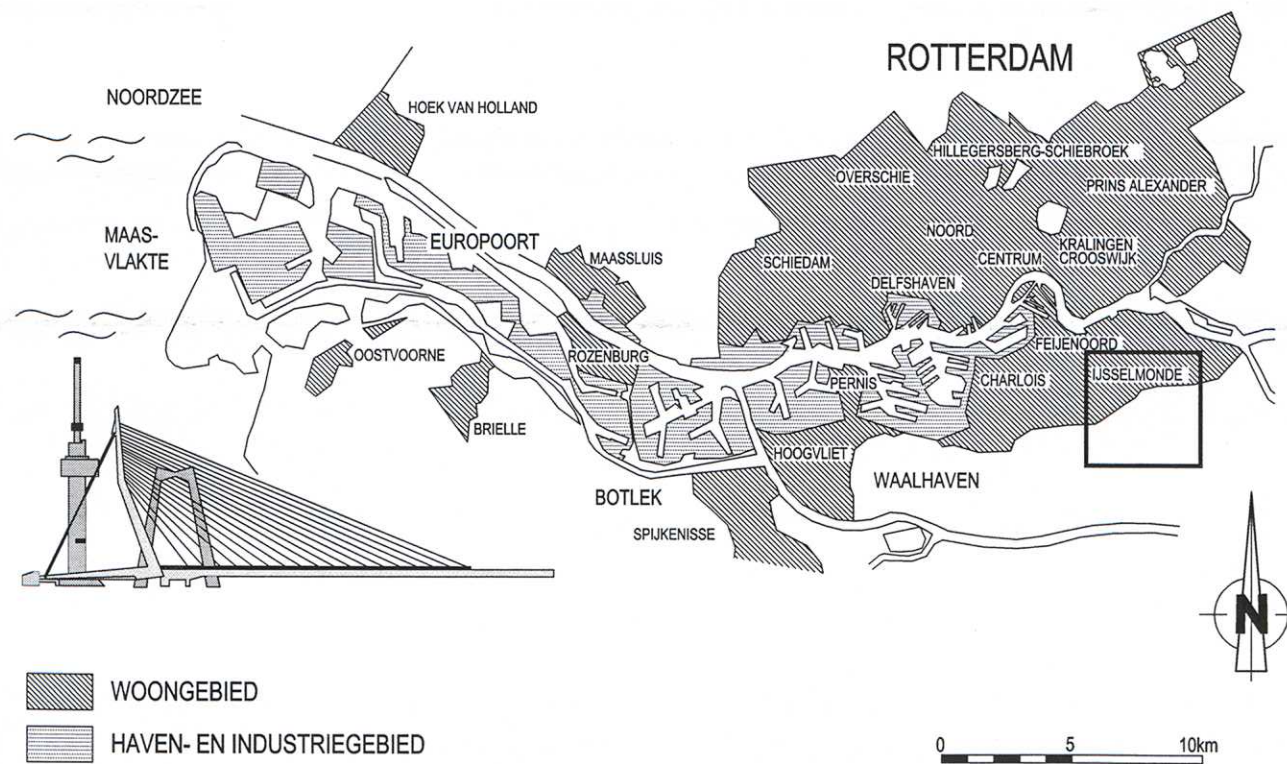 ROTTERDAM
NOORDZEE
HOEK VAN HOLLAND
HILLEGERSBERG-SCHIEBROEK
OVERSCHIE
PRINS ALEXANDER
MAAS-
VLAKTE
EUROPOORT
MAASSLUIS
SCHIEDAM
NOORD
CENTRUM
KRALINGEN
CROOSWIJK
DELFSHAVEN
OOSTVOORNE
ROZENBURG
FEIJENOORD
PERNIS
CHARLOIS
IJSSELMONDE
BRIELLE
HOOGVLIET
WAALHAVEN
BOTLEK
SPIJKENISSE
N
WOONGEBIED
HAVEN- EN INDUSTRIEGEBIED
0 5 10km